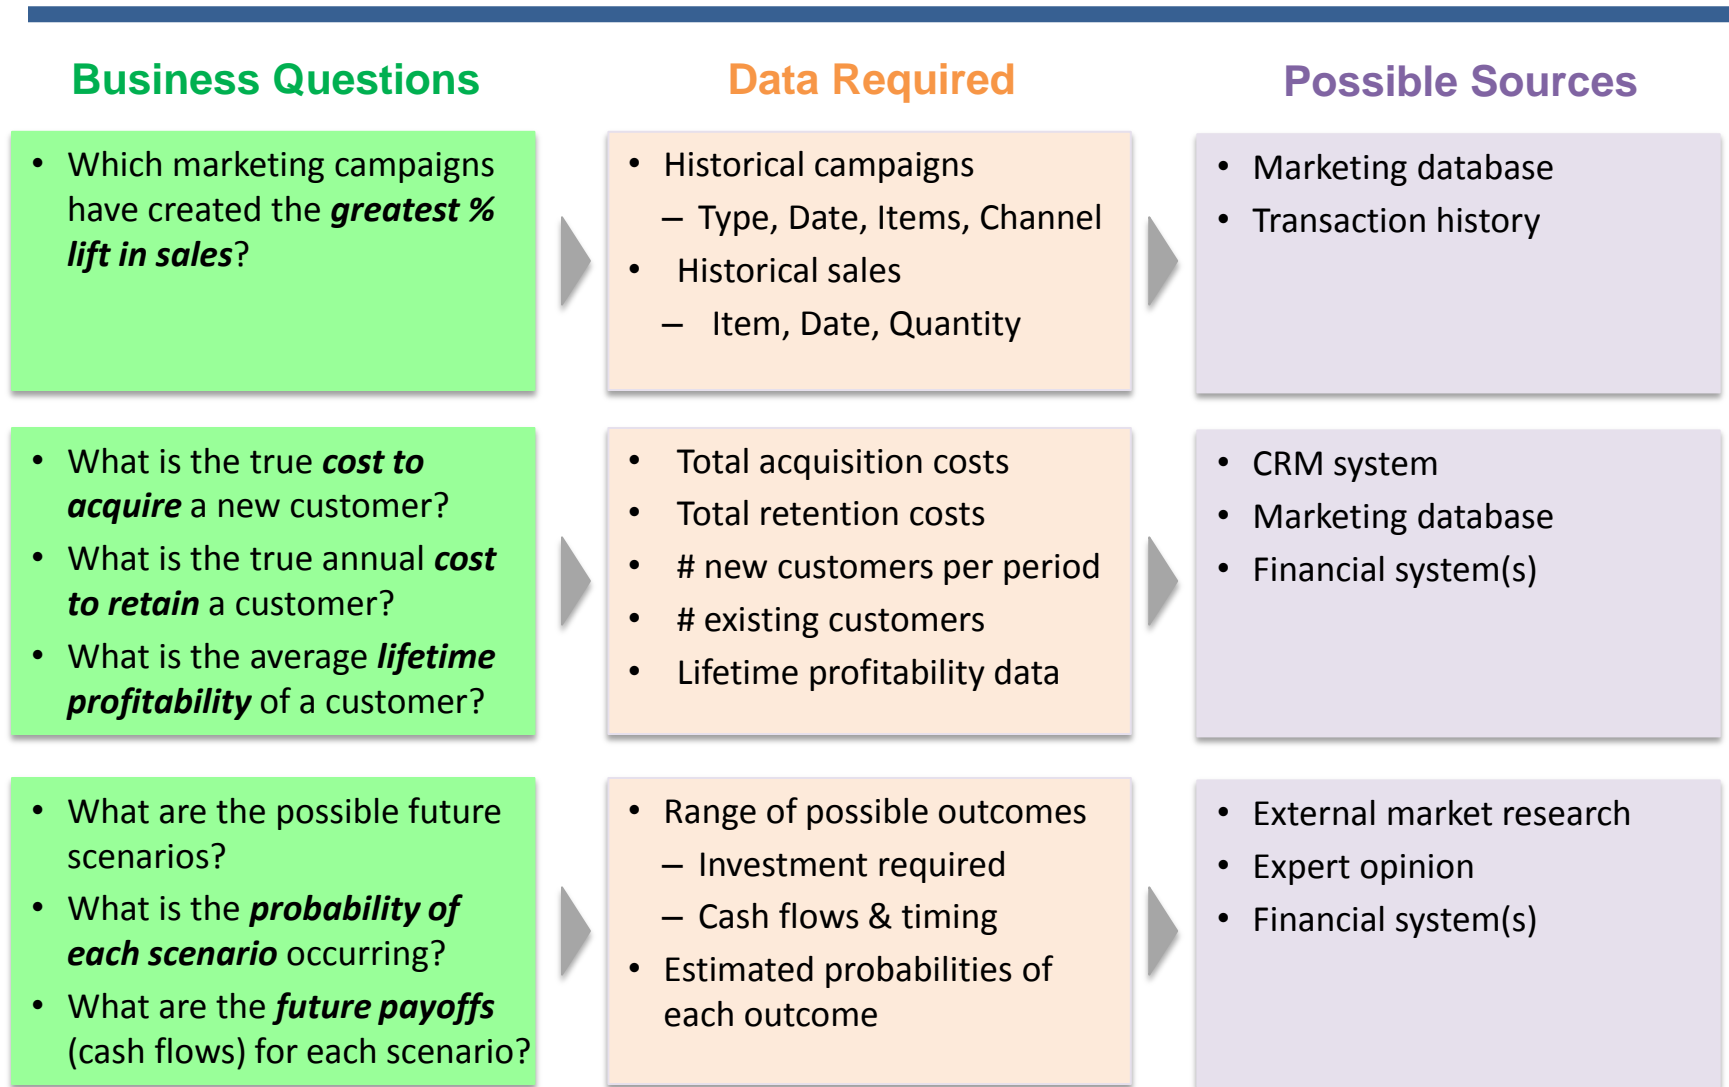 Business Questions
Data Required
Possible Sources
• Which marketing campaigns
have created the greatest %
lift in sales?
• Historical campaigns
– Type, Date, Items, Channel
• Historical sales
– Item, Date, Quantity
• Marketing database
• Transaction history
• What is the true cost to
acquire a new customer?
• What is the true annual cost
to retain a customer?
• What is the average lifetime
profitability of a customer?
• Total acquisition costs
• Total retention costs
• # new customers per period
• # existing customers
• Lifetime profitability data
• CRM system
• Marketing database
• Financial system(s)
• What are the possible future
scenarios?
• What is the probability of
each scenario occurring?
• What are the future payoffs
(cash flows) for each scenario?
• Range of possible outcomes
– Investment required
– Cash flows & timing
• Estimated probabilities of
each outcome
• External market research
• Expert opinion
• Financial system(s)